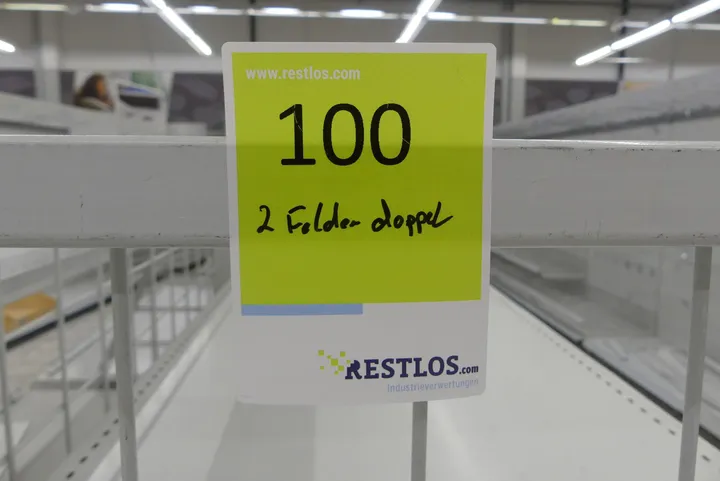 www.restlos.com
100
2 Felder doppel
RESTLOS.com
Industrieverwertungen